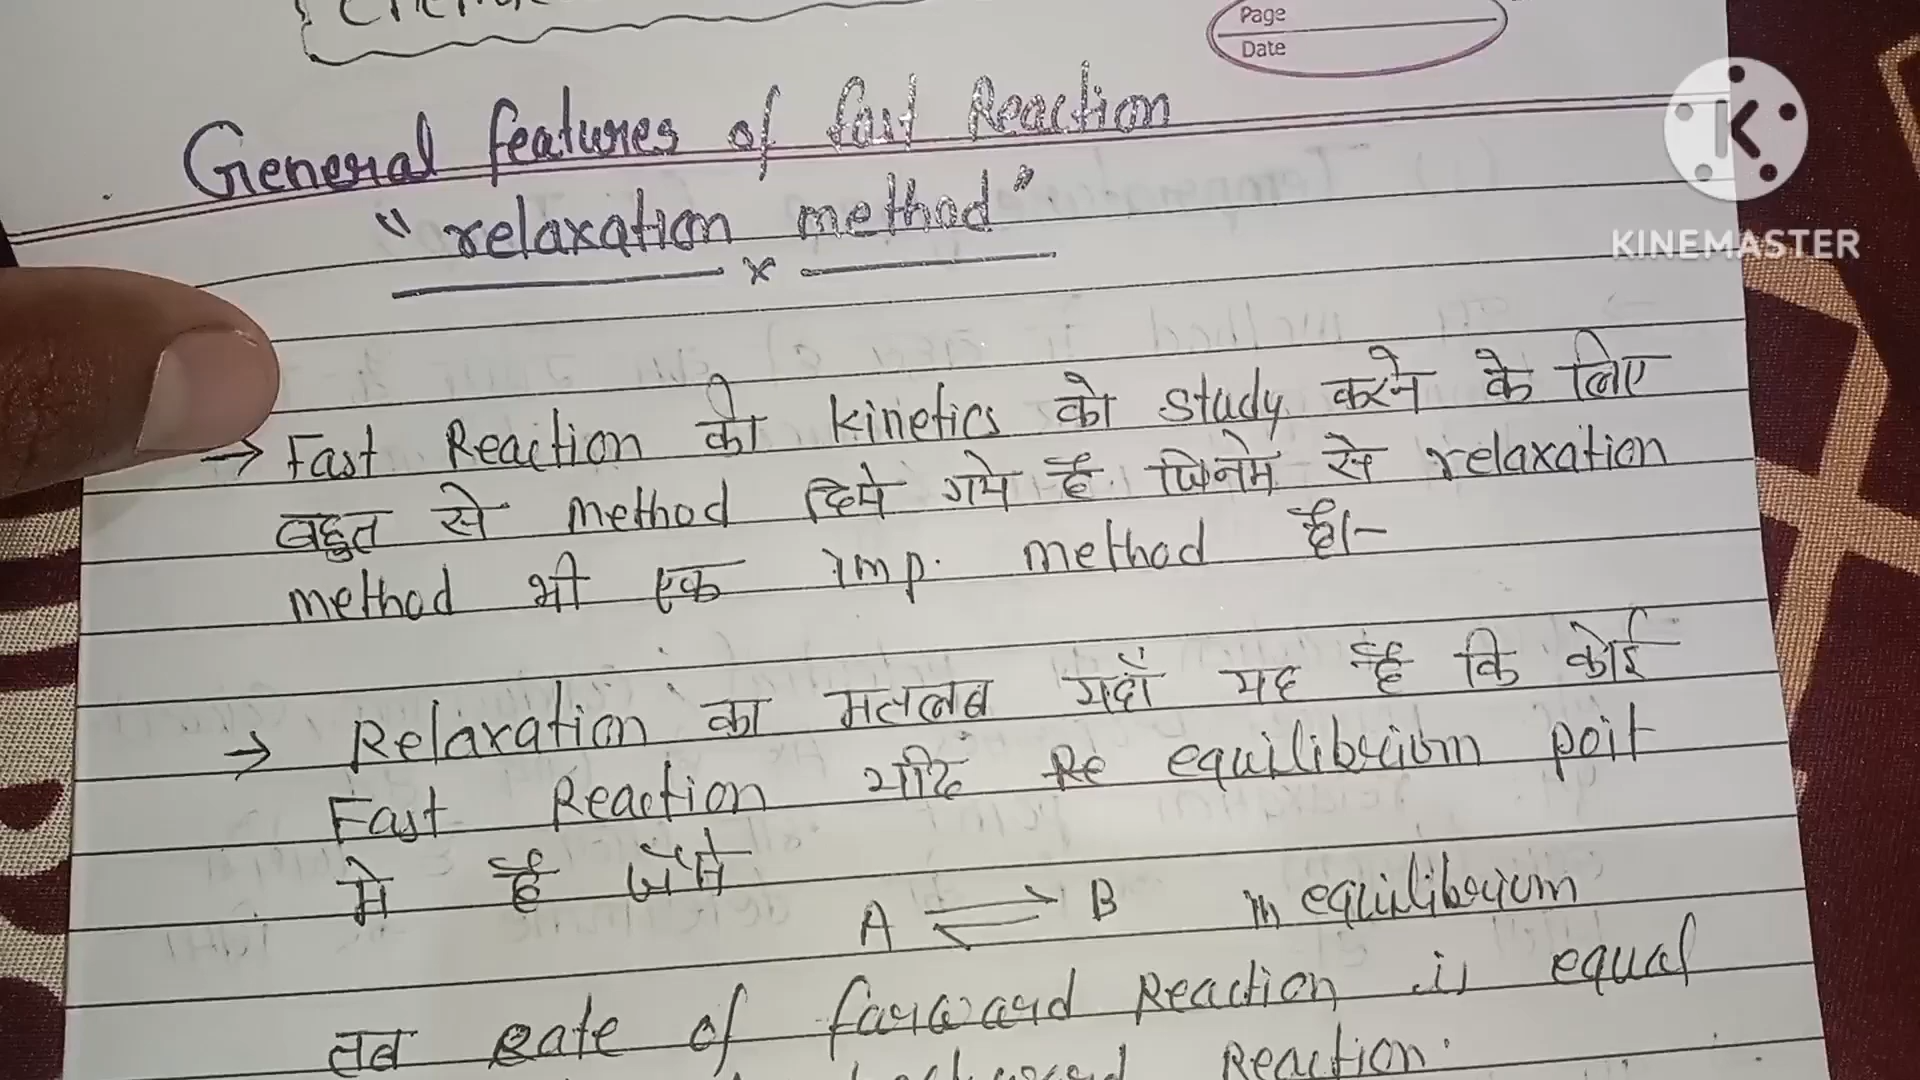 Page
Date
General features of fast Reaction
"relaxation method"
x
KINEMASTER
→ Fast Reaction की kinetics को study करने के लिए
बहुत से method दिये गये है जिनमे से relaxation
method भी एक imp. method है।-
→ Relaxation का मतलब यहाँ यह है कि कोई
Fast Reaction यदि equilibrium poit
मे है जैसे
A ⇌ B in equilibrium
तब rate of forward Reaction is equal
Reaction.